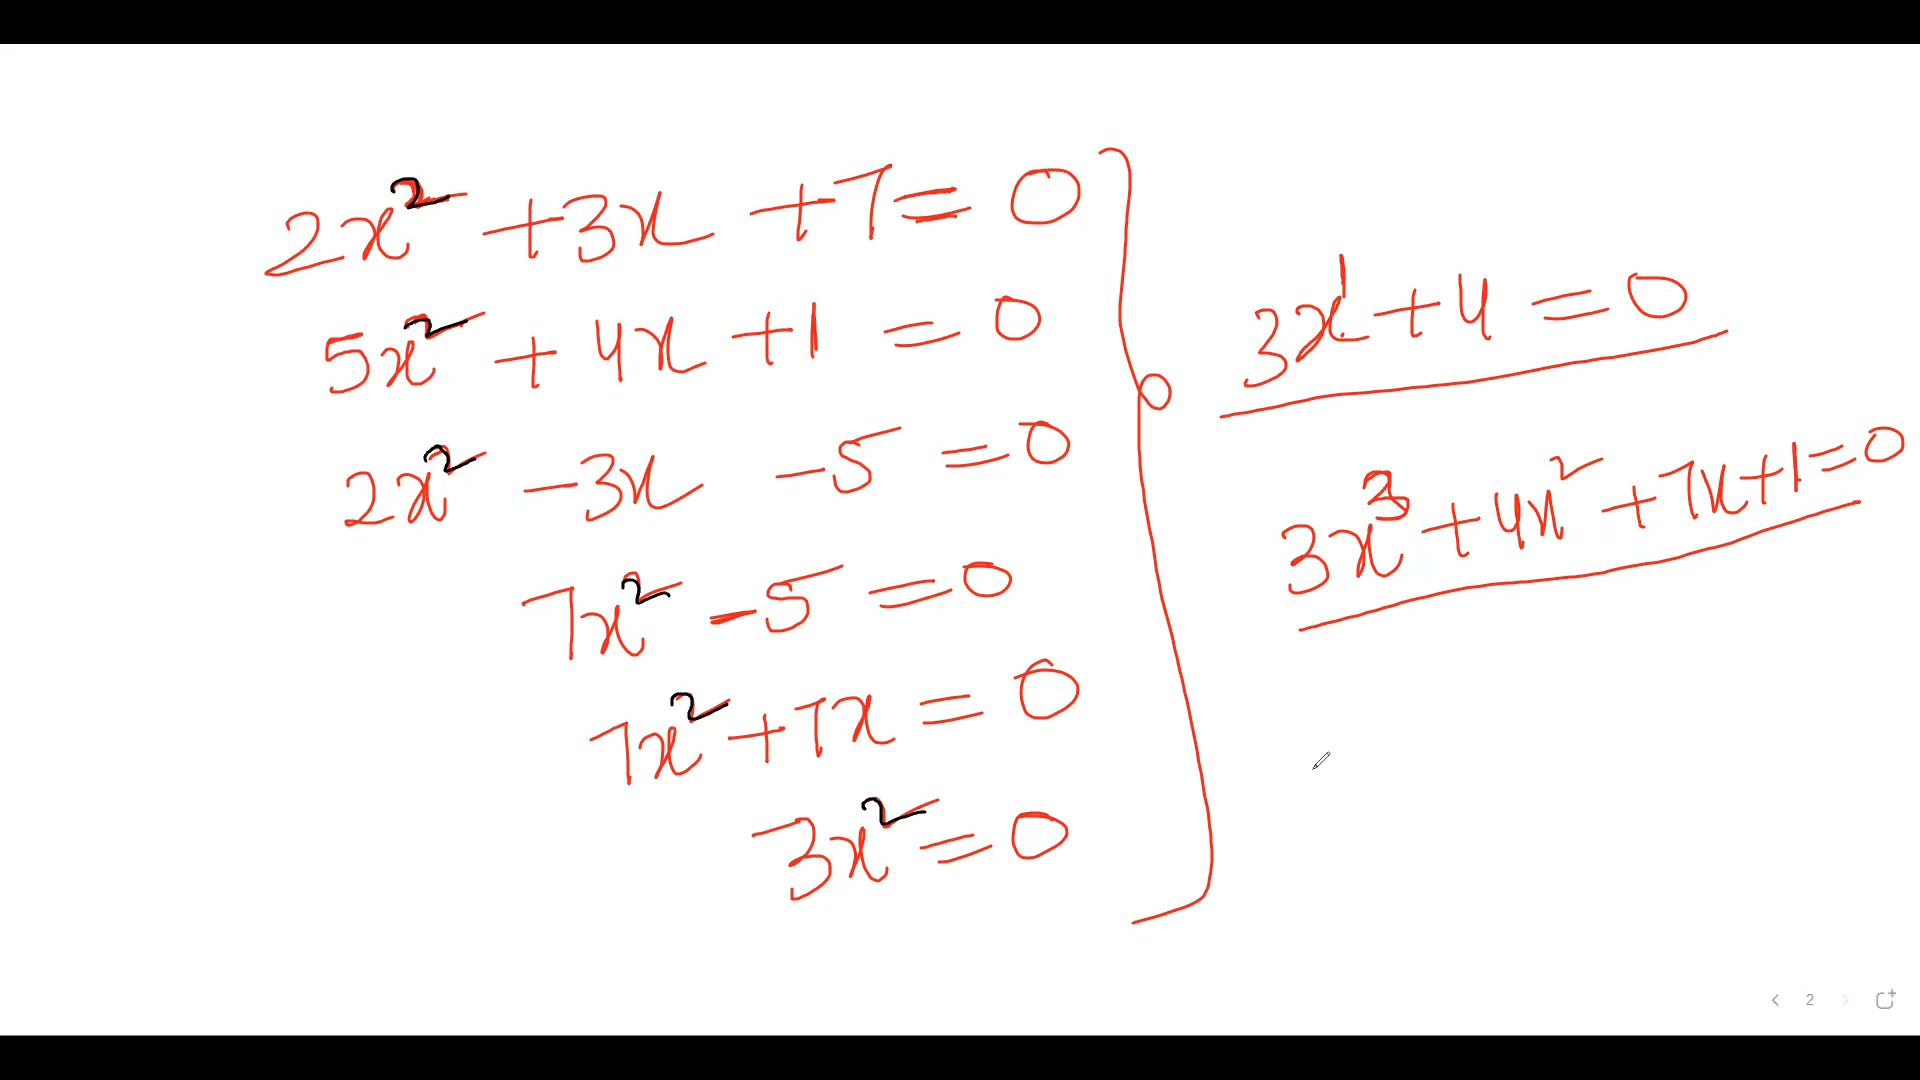 2x² + 3x + 7 = 0
5x² + 4x + 1 = 0
2x² - 3x - 5 = 0
7x² - 5 = 0
7x² + 7x = 0
3x² = 0
3x¹ + 4 = 0
3x³ + 4x² + 7x + 1 = 0
2